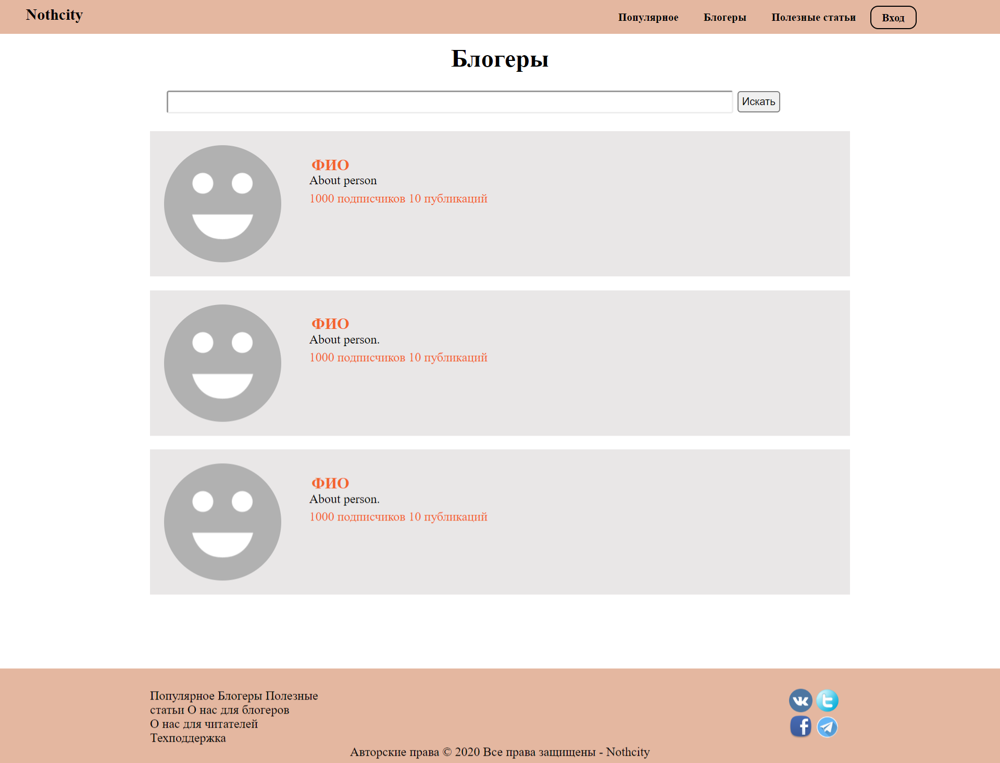 Nothcity
Популярное
Блогеры
Полезные статьи
Вход
Блогеры
Искать
ФИО
About person
1000 подписчиков 10 публикаций
ФИО
About person.
1000 подписчиков 10 публикаций
ФИО
About person.
1000 подписчиков 10 публикаций
Популярное Блогеры Полезные
статьи О нас для блогеров
О нас для читателей
Техподдержка
Авторские права © 2020 Все права защищены - Nothcity